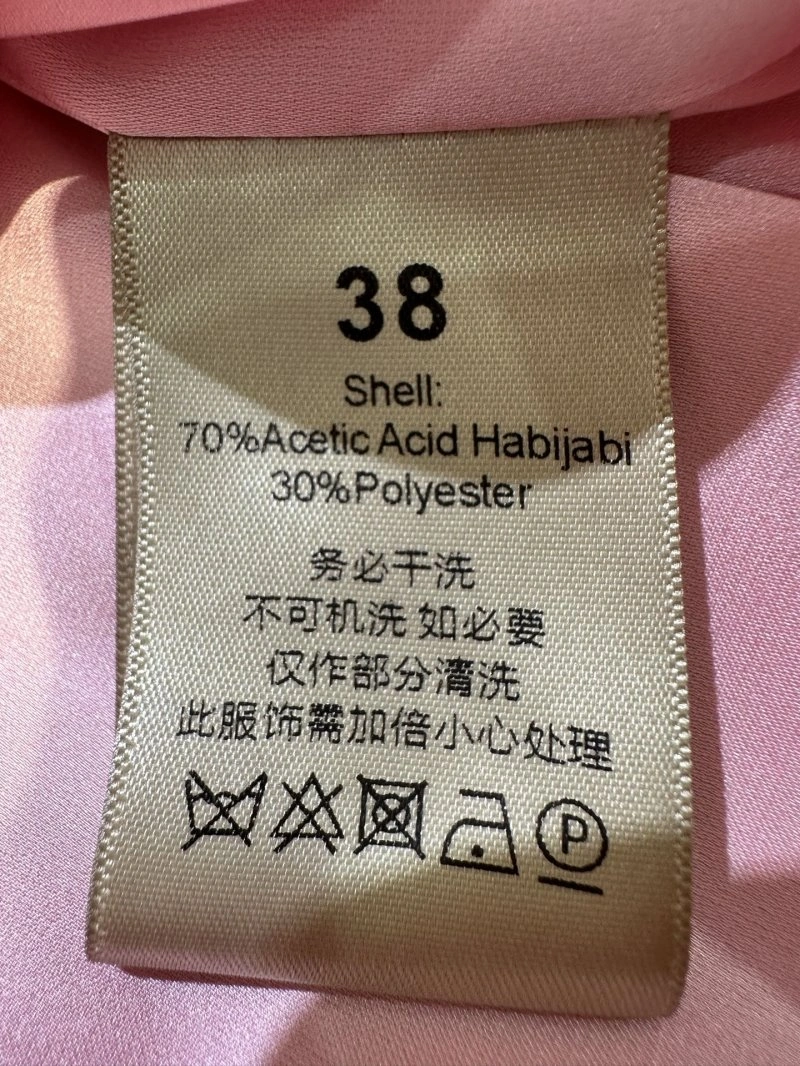 38
Shell:
70%Acetic Acid Habijabi
30%Polyester
务必干洗
不可机洗 如必要
仅作部分清洗
此服饰需加倍小心处理
P